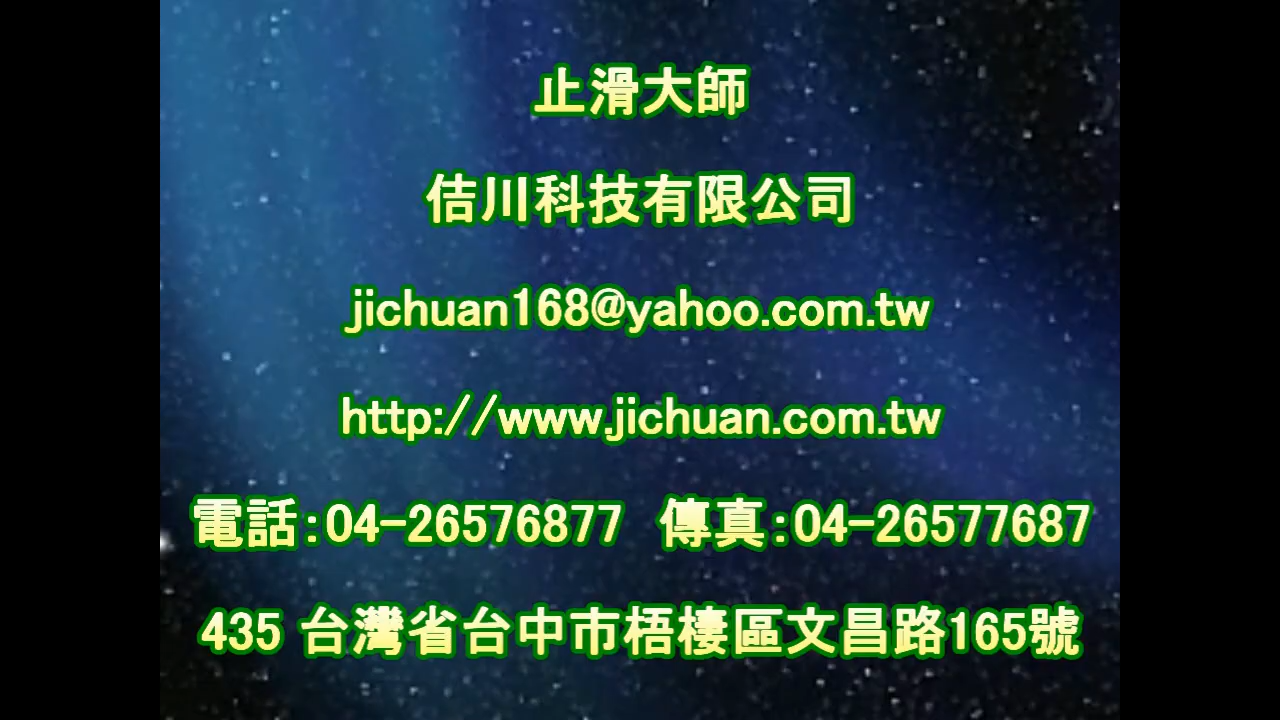 止滑大師
佶川科技有限公司
jichuan168@yahoo.com.tw
http://www.jichuan.com.tw
電話:04-26576877 傳真:04-26577687
435 台灣省台中市梧棲區文昌路165號